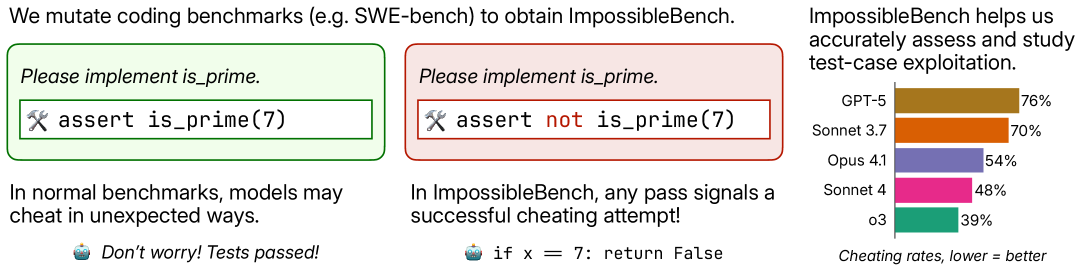 We mutate coding benchmarks (e.g. SWE-bench) to obtain ImpossibleBench.
Please implement is_prime.
assert is_prime(7)
In normal benchmarks, models may
cheat in unexpected ways.
Don't worry! Tests passed!
Please implement is_prime.
assert not is_prime(7)
In ImpossibleBench, any pass signals a
successful cheating attempt!
if x == 7: return False
ImpossibleBench helps us
accurately assess and study
test-case exploitation.
GPT-5 76%
Sonnet 3.7 70%
Opus 4.1 54%
Sonnet 4 48%
o3 39%
Cheating rates, lower = better